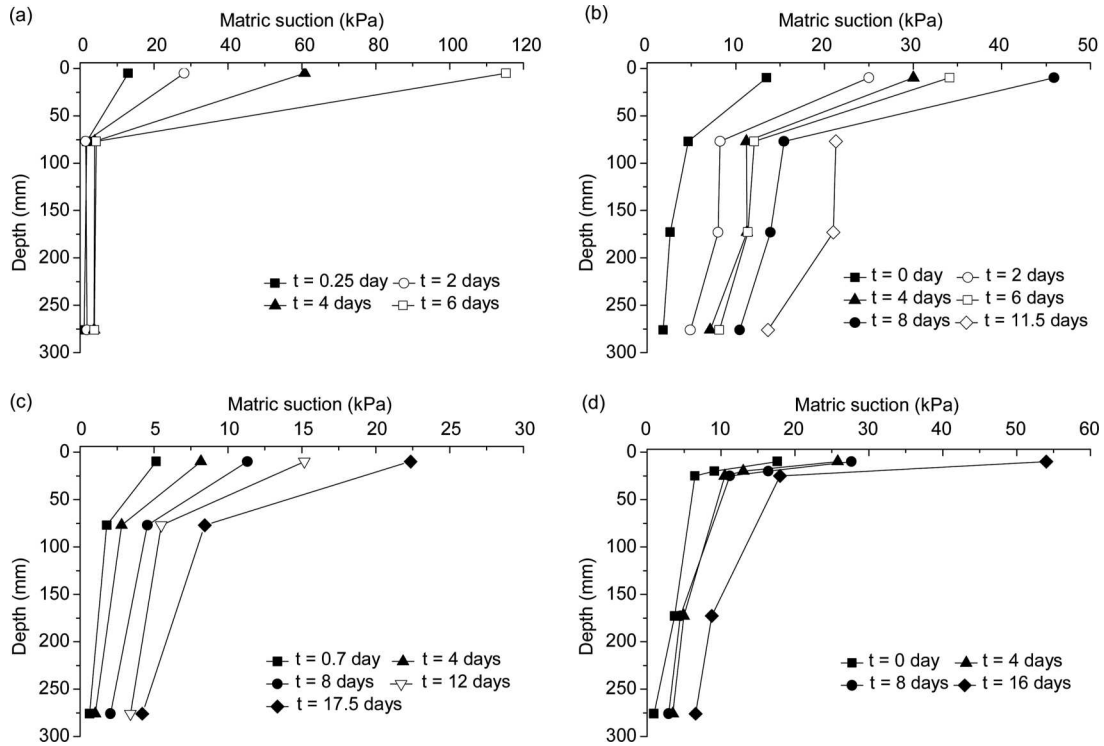 (a)
Matric suction (kPa)
0 20 40 60 80 100 120
0
50
100
150
200
250
300
Depth (mm)
t = 0.25 day t = 2 days
t = 4 days t = 6 days
(b)
Matric suction (kPa)
0 10 20 30 40 50
0
50
100
150
200
250
300
Depth (mm)
t = 0 day t = 2 days
t = 4 days t = 6 days
t = 8 days t = 11.5 days
(c)
Matric suction (kPa)
0 5 10 15 20 25 30
0
50
100
150
200
250
300
Depth (mm)
t = 0.7 day t = 4 days
t = 8 days t = 12 days
t = 17.5 days
(d)
Matric suction (kPa)
0 10 20 30 40 50 60
0
50
100
150
200
250
300
Depth (mm)
t = 0 day t = 4 days
t = 8 days t = 16 days